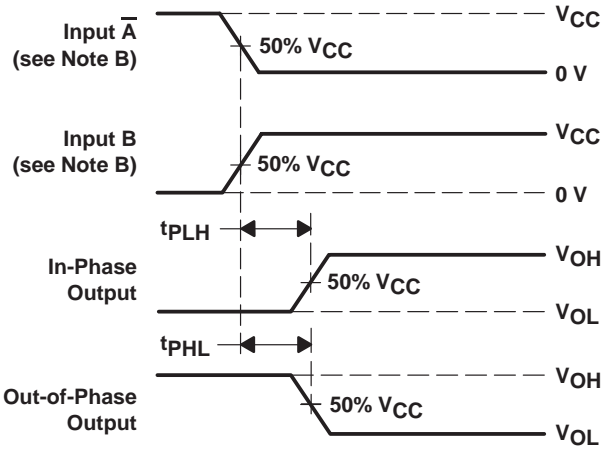 VCC
Input A
(see Note B)
50% VCC
0 V
Input B
(see Note B)
VCC
50% VCC
0 V
tPLH
In-Phase
Output
VOH
50% VCC
VOL
tPHL
Out-of-Phase
Output
VOH
50% VCC
VOL